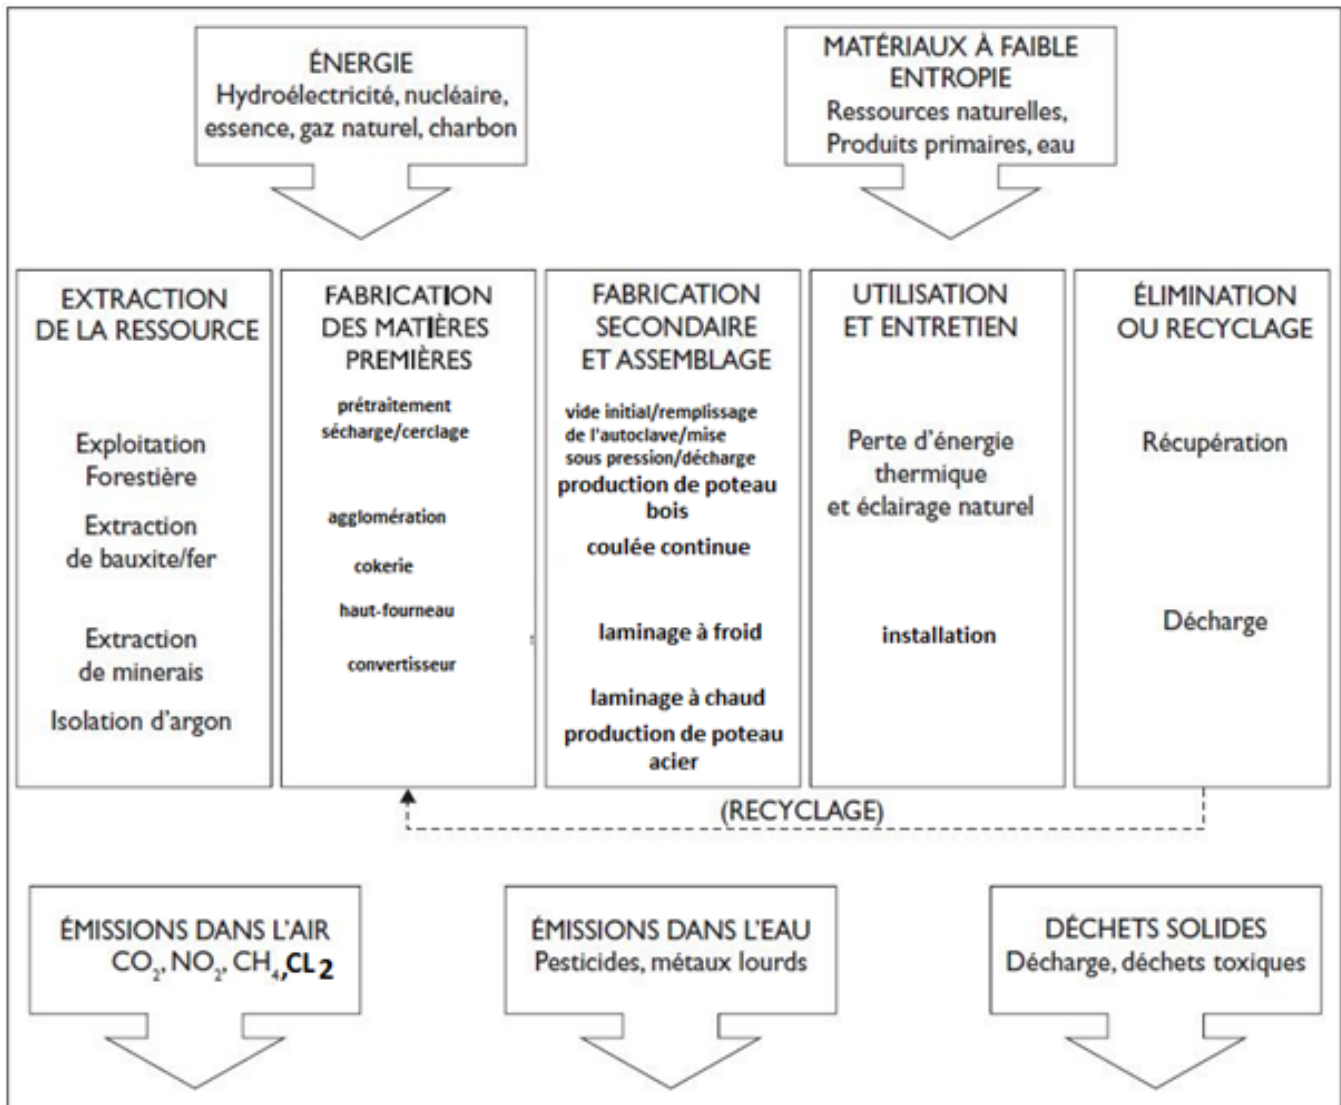 ÉNERGIE
Hydroélectricité, nucléaire,
essence, gaz naturel, charbon
MATÉRIAUX À FAIBLE
ENTROPIE
Ressources naturelles,
Produits primaires, eau
EXTRACTION
DE LA RESSOURCE
Exploitation
Forestière
Extraction
de bauxite/fer
Extraction
de minerais
Isolation d'argon
FABRICATION
DES MATIÈRES
PREMIÈRES
prétraitement
sécharge/cerclage
agglomération
cokerie
haut-fourneau
convertisseur
FABRICATION
SECONDAIRE
ET ASSEMBLAGE
vide initial/remplissage
de l'autoclave/mise
sous pression/décharge
production de poteau
bois
coulée continue
laminage à froid
laminage à chaud
production de poteau
acier
UTILISATION
ET ENTRETIEN
Perte d'énergie
thermique
et éclairage naturel
installation
ÉLIMINATION
OU RECYCLAGE
Récupération
Décharge
(RECYCLAGE)
ÉMISSIONS DANS L'AIR
CO₂, NO₂, CH₄,CL 2
ÉMISSIONS DANS L'EAU
Pesticides, métaux lourds
DÉCHETS SOLIDES
Décharge, déchets toxiques